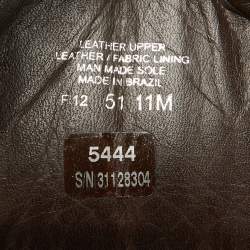 LEATHER UPPER
LEATHER / FABRIC LINING
MAN MADE SOLE
MADE IN BRAZIL
F 12 51 11M
5444
S/N 31128304